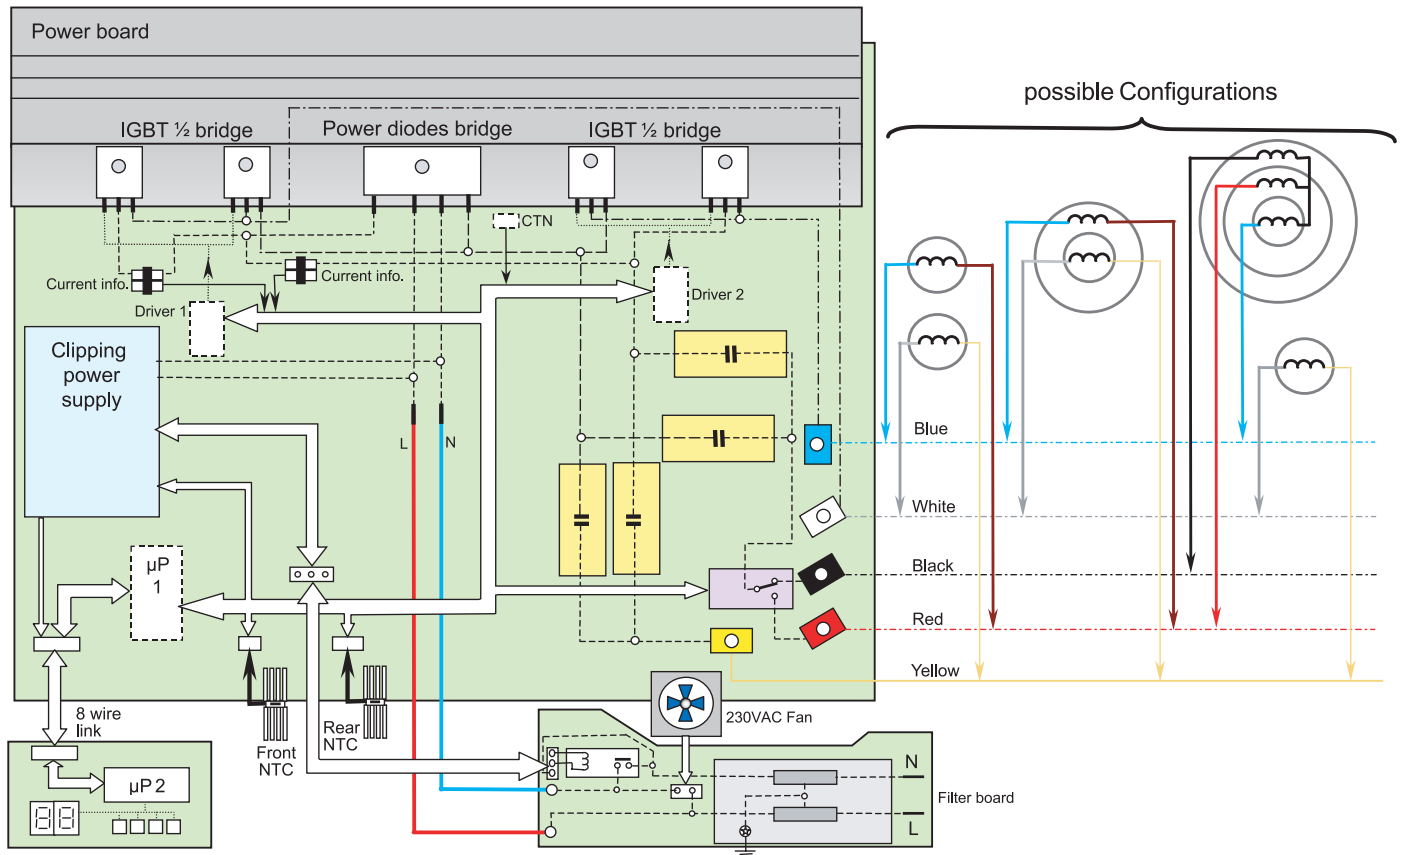 Power board
possible Configurations
IGBT ½ bridge
Power diodes bridge
IGBT ½ bridge
CTN
Current info.
Current info.
Driver 1
Driver 2
Clipping
power
supply
L
N
Blue
White
Black
Red
Yellow
µP
1
8 wire
link
Front
NTC
Rear
NTC
230VAC Fan
µP 2
88
N
L
Filter board